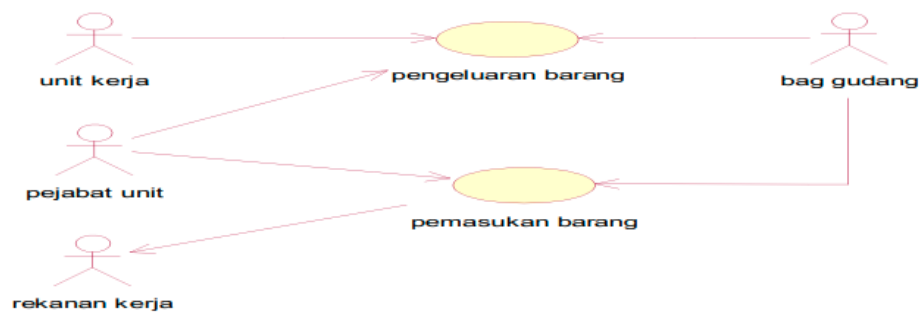 unit kerja
pengeluaran barang
bag gudang
pejabat unit
pemasukan barang
rekanan kerja